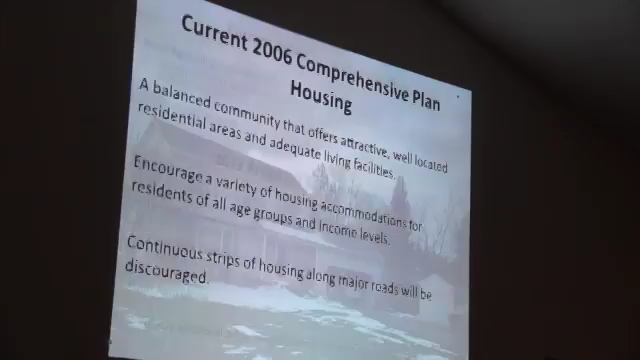 Current 2006 Comprehensive Plan
Housing
A balanced community that offers attractive, well located
residential areas and adequate living facilities.
Encourage a variety of housing accommodations for
residents of all age groups and income levels.
Continuous strips of housing along major roads will be
discouraged.